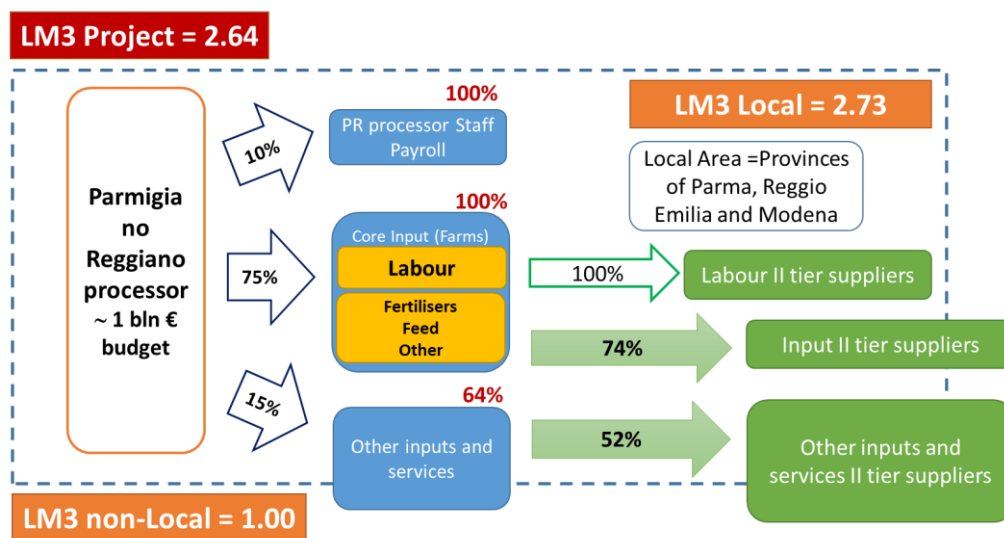 LM3 Project = 2.64
Parmigia
no
Reggiano
processor
~ 1 bln €
budget
10%
75%
15%
100%
PR processor Staff
Payroll
100%
Core Input (Farms)
Labour
Fertilisers
Feed
Other
64%
Other inputs and
services
100%
74%
52%
LM3 Local = 2.73
Local Area =Provinces
of Parma, Reggio
Emilia and Modena
Labour II tier suppliers
Input II tier suppliers
Other inputs and
services II tier suppliers
LM3 non-Local = 1.00